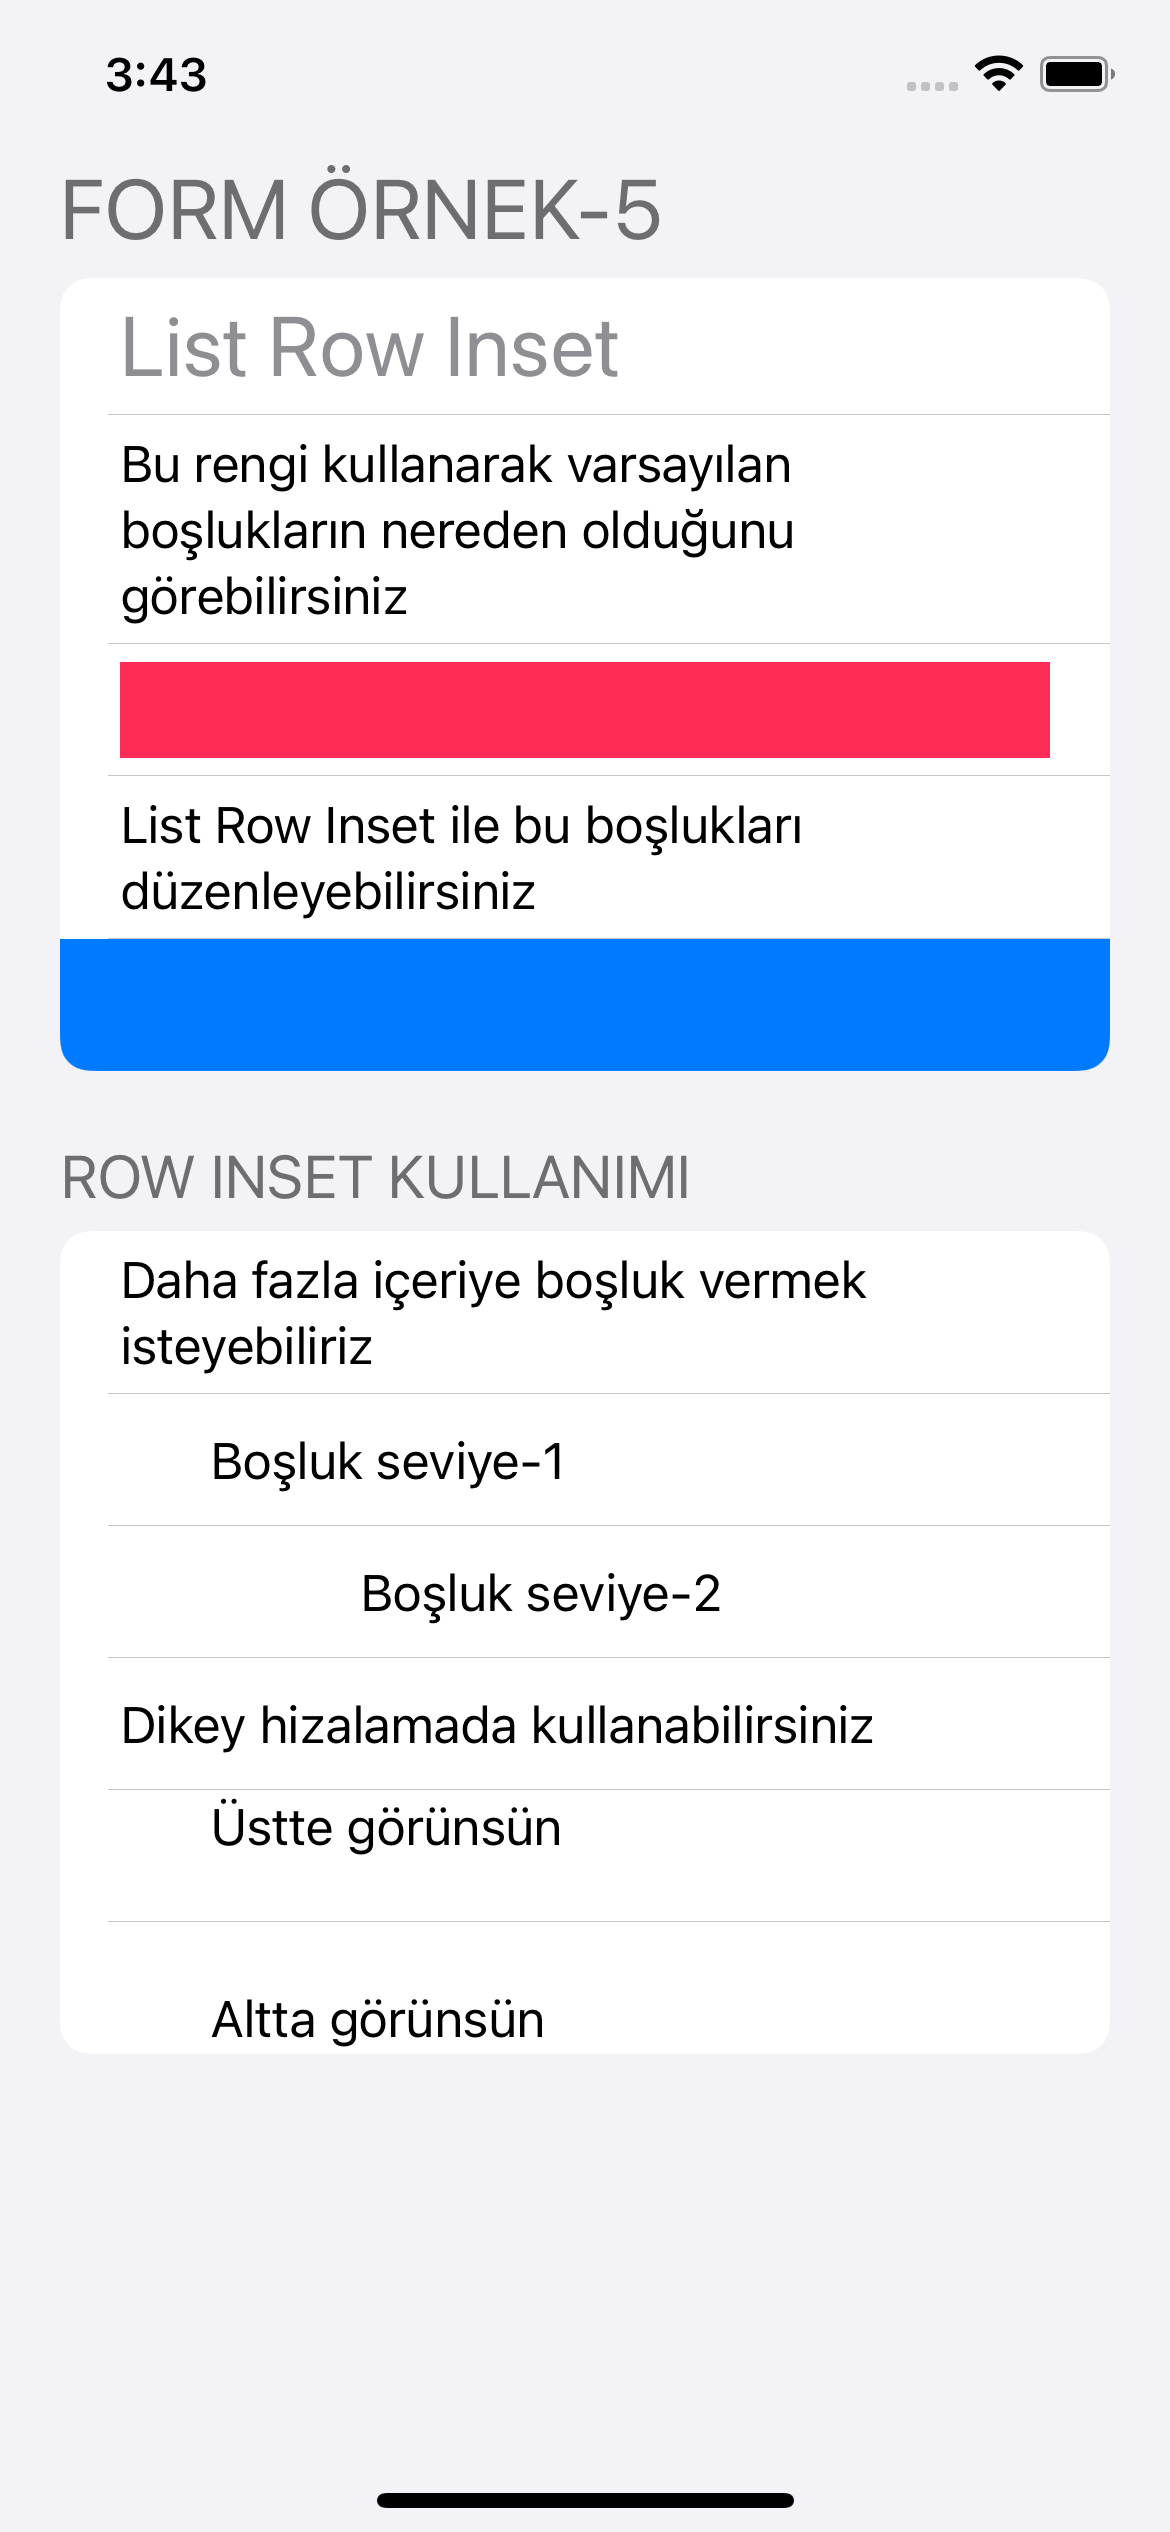 3:43
FORM ÖRNEK-5
List Row Inset
Bu rengi kullanarak varsayılan
boşlukların nereden olduğunu
görebilirsiniz
List Row Inset ile bu boşlukları
düzenleyebilirsiniz
ROW INSET KULLANIMI
Daha fazla içeriye boşluk vermek
isteyebiliriz
Boşluk seviye-1
Boşluk seviye-2
Dikey hizalamada kullanabilirsiniz
Üstte görünsün
Altta görünsün